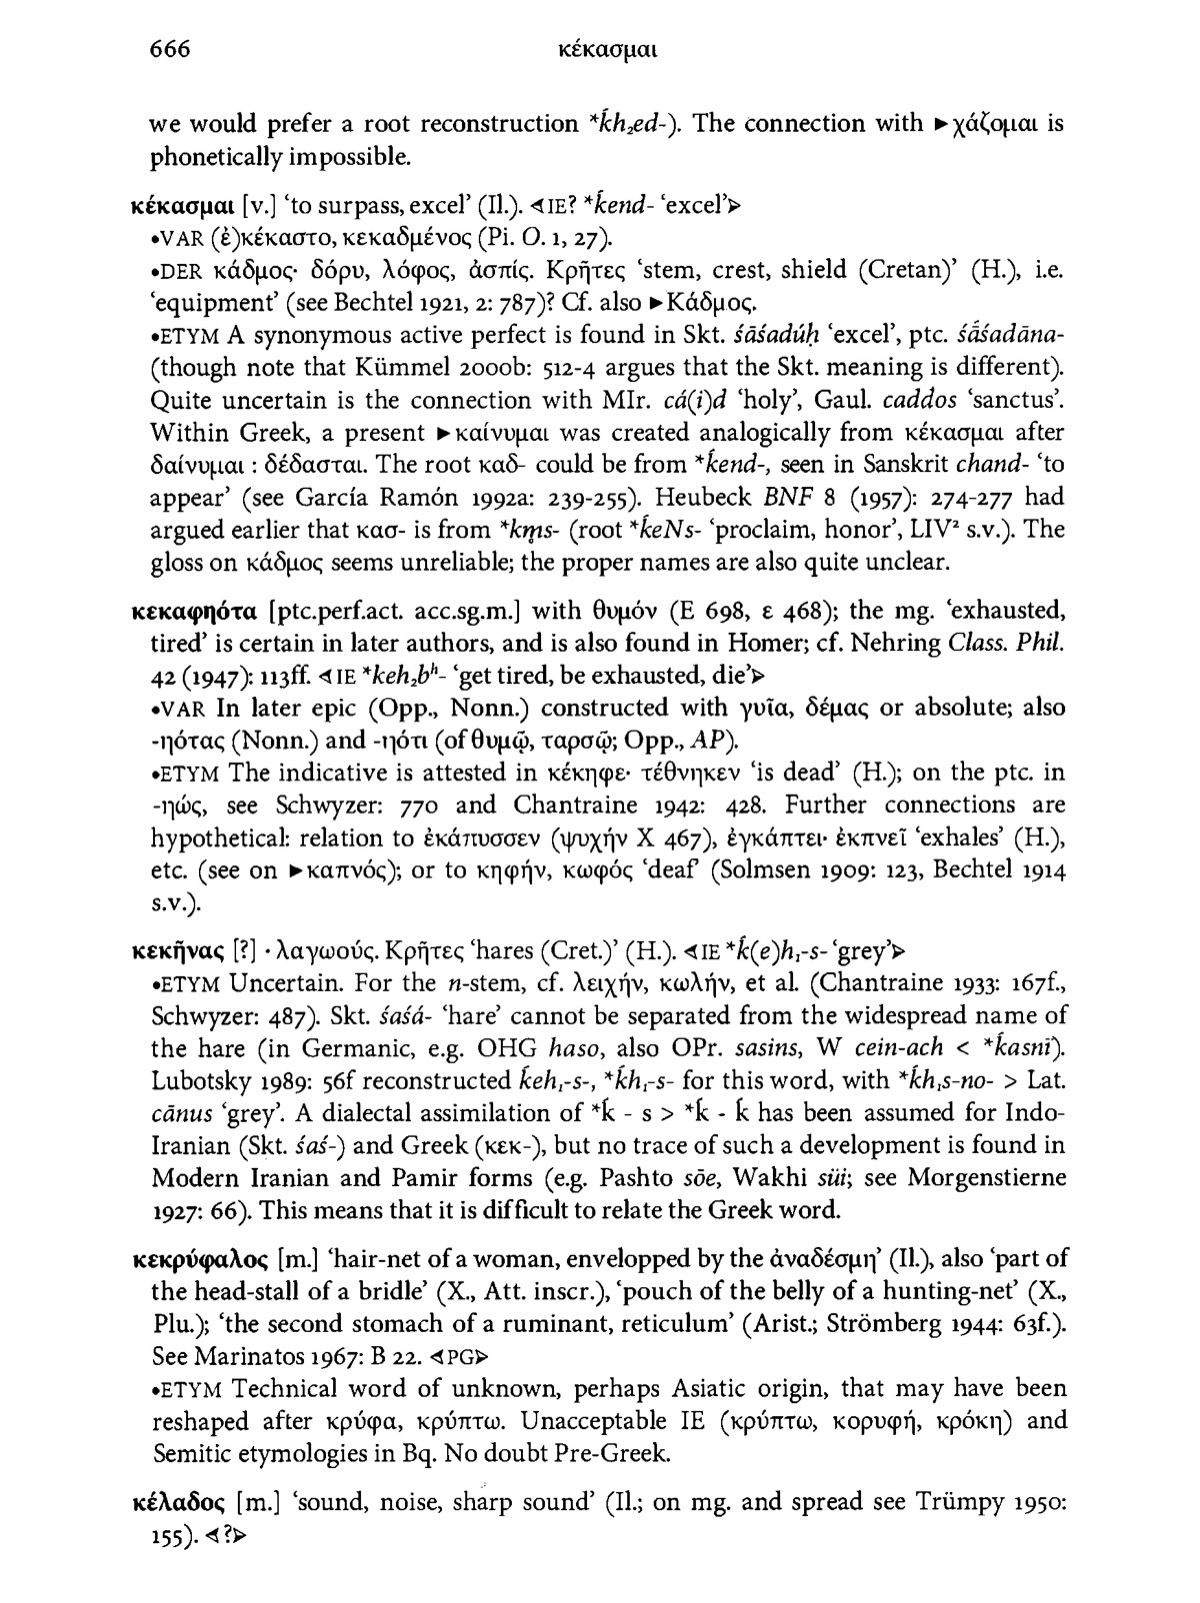 666 κέκασμαι
we would prefer a root reconstruction *ḱh₂ed-). The connection with ►χάζομαι is
phonetically impossible.
κέκασμαι [v.] ‘to surpass, excel’ (Il.). ◁IE? *ḱend- ‘excel’▷
•VAR (ἐ)κέκαστο, κεκαδμένος (Pi. O. 1, 27).
•DER κάδμος· δόρυ, λόφος, ἀσπίς. Κρῆτες ‘stem, crest, shield (Cretan)’ (H.), i.e.
‘equipment’ (see Bechtel 1921, 2: 787)? Cf. also ►Κάδμος.
•ETYM A synonymous active perfect is found in Skt. śāśadúḥ ‘excel’, ptc. śā́śadāna-
(though note that Kümmel 2000b: 512-4 argues that the Skt. meaning is different).
Quite uncertain is the connection with MIr. cá(i)d ‘holy’, Gaul. caddos ‘sanctus’.
Within Greek, a present ►καίνυμαι was created analogically from κέκασμαι after
δαίνυμαι : δέδασται. The root καδ- could be from *ḱend-, seen in Sanskrit chand- ‘to
appear’ (see García Ramón 1992a: 239-255). Heubeck BNF 8 (1957): 274-277 had
argued earlier that κασ- is from *km̥s- (root *ḱeNs- ‘proclaim, honor’, LIV² s.v.). The
gloss on κάδμος seems unreliable; the proper names are also quite unclear.
κεκαφηότα [ptc.perf.act. acc.sg.m.] with θυμόν (Ε 698, ε 468); the mg. ‘exhausted,
tired’ is certain in later authors, and is also found in Homer; cf. Nehring Class. Phil.
42 (1947): 113ff. ◁IE *keh₂bʰ- ‘get tired, be exhausted, die’▷
•VAR In later epic (Opp., Nonn.) constructed with γυῖα, δέμας or absolute; also
-ηότας (Nonn.) and -ηότι (of θυμῷ, ταρσῷ; Opp., AP).
•ETYM The indicative is attested in κέκηφε· τέθνηκεν ‘is dead’ (H.); on the ptc. in
-ηώς, see Schwyzer: 770 and Chantraine 1942: 428. Further connections are
hypothetical: relation to ἐκάπυσσεν (ψυχήν Χ 467), ἐγκάπτει· ἐκπνεῖ ‘exhales’ (H.),
etc. (see on ►καπνός); or to κηφήν, κωφός ‘deaf’ (Solmsen 1909: 123, Bechtel 1914
s.v.).
κεκῆνας [?] · λαγωούς. Κρῆτες ‘hares (Cret.)’ (H.). ◁IE *ḱ(e)h₁-s- ‘grey’▷
•ETYM Uncertain. For the n-stem, cf. λειχήν, κωλήν, et al. (Chantraine 1933: 167f.,
Schwyzer: 487). Skt. śaśá- ‘hare’ cannot be separated from the widespread name of
the hare (in Germanic, e.g. OHG haso, also OPr. sasins, W cein-ach < *ḱasnī).
Lubotsky 1989: 56f reconstructed ḱeh₁-s-, *ḱh₁-s- for this word, with *ḱh₁s-no- > Lat.
cānus ‘grey’. A dialectal assimilation of *ḱ - s > *ḱ - ḱ has been assumed for Indo-
Iranian (Skt. śaś-) and Greek (κεκ-), but no trace of such a development is found in
Modern Iranian and Pamir forms (e.g. Pashto sōe, Wakhi süi; see Morgenstierne
1927: 66). This means that it is difficult to relate the Greek word.
κεκρύφαλος [m.] ‘hair-net of a woman, envelopped by the ἀναδέσμη’ (Il.), also ‘part of
the head-stall of a bridle’ (X., Att. inscr.), ‘pouch of the belly of a hunting-net’ (X.,
Plu.); ‘the second stomach of a ruminant, reticulum’ (Arist.; Strömberg 1944: 63f.).
See Marinatos 1967: B 22. ◁PG▷
•ETYM Technical word of unknown, perhaps Asiatic origin, that may have been
reshaped after κρύφα, κρύπτω. Unacceptable IE (κρύπτω, κορυφή, κρόκη) and
Semitic etymologies in Bq. No doubt Pre-Greek.
κέλαδος [m.] ‘sound, noise, sharp sound’ (Il.; on mg. and spread see Trümpy 1950:
155). ◁?▷